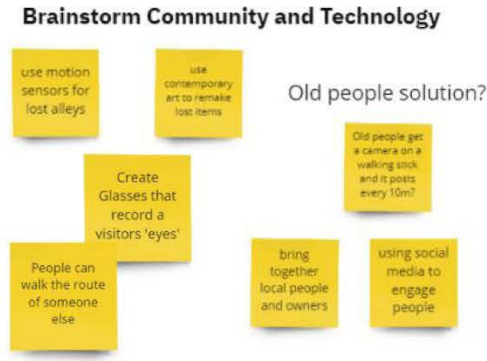 Brainstorm Community and Technology
use motion
sensors for
lost alleys
use
contemporary
art to remake
lost items
Old people solution?
Old people get
a camera on a
walking stick
and it posts
every 10m?
Create
Glasses that
record a
visitors 'eyes'
People can
walk the route
of someone
else
bring
together
local people
and owners
using social
media to
engage
people